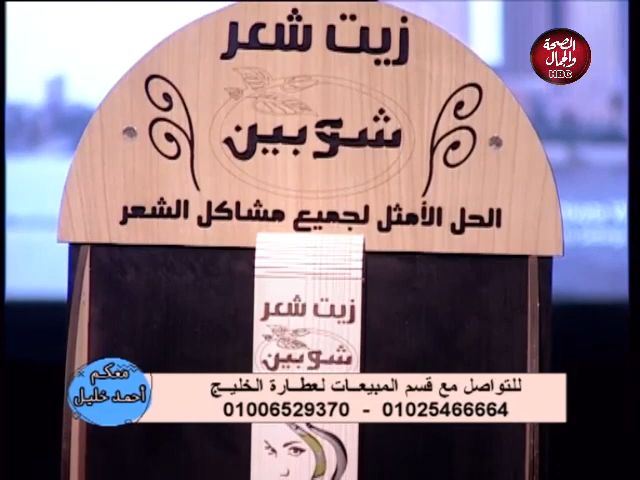 زيت شعر
شوبين
الحل الأمثل لجميع مشاكل الشعر
الصحة
والجمال
HBC
زيت شعر
شوبين
معكم
أحمد خليل
للتواصل مع قسم المبيعات لعطارة الخليج
01006529370 - 01025466664